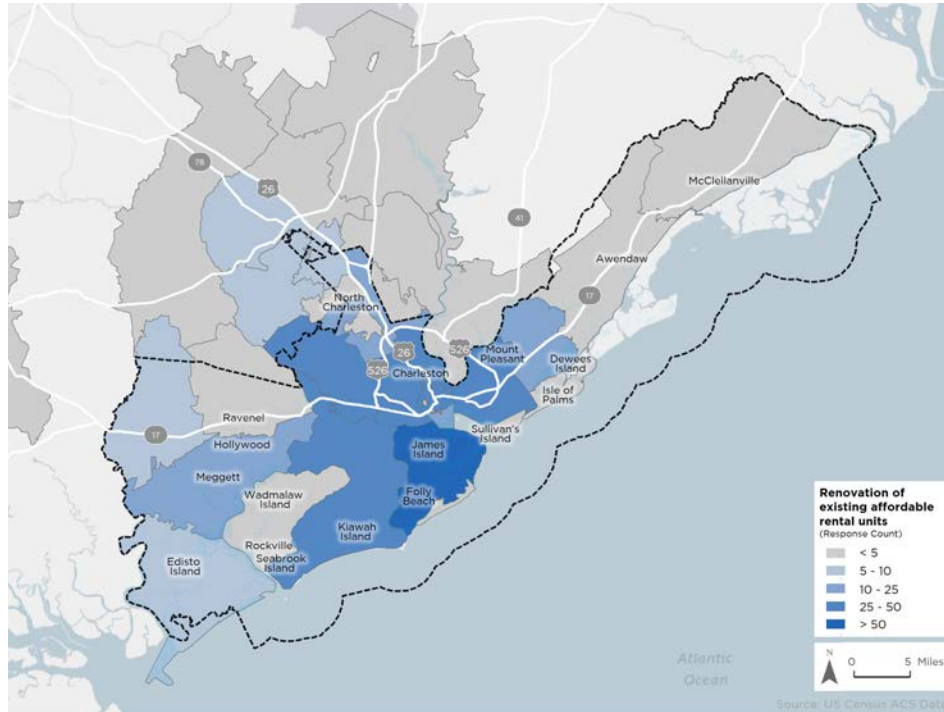 78
26
41
McClellanville
Awendaw
17
North
Charleston
26
526
526
Charleston
Mount
Pleasant
Dewees
Island
Isle of
Palms
Sullivan's
Island
Ravenel
17
Hollywood
Meggett
James
Island
Folly
Beach
Wadmalaw
Island
Kiawah
Island
Rockville
Seabrook
Island
Edisto
Island
Renovation of
existing affordable
rental units
(Response Count)
< 5
5 - 10
10 - 25
25 - 50
> 50
N
0 5 Miles
Atlantic
Ocean
Source: US Census ACS Data